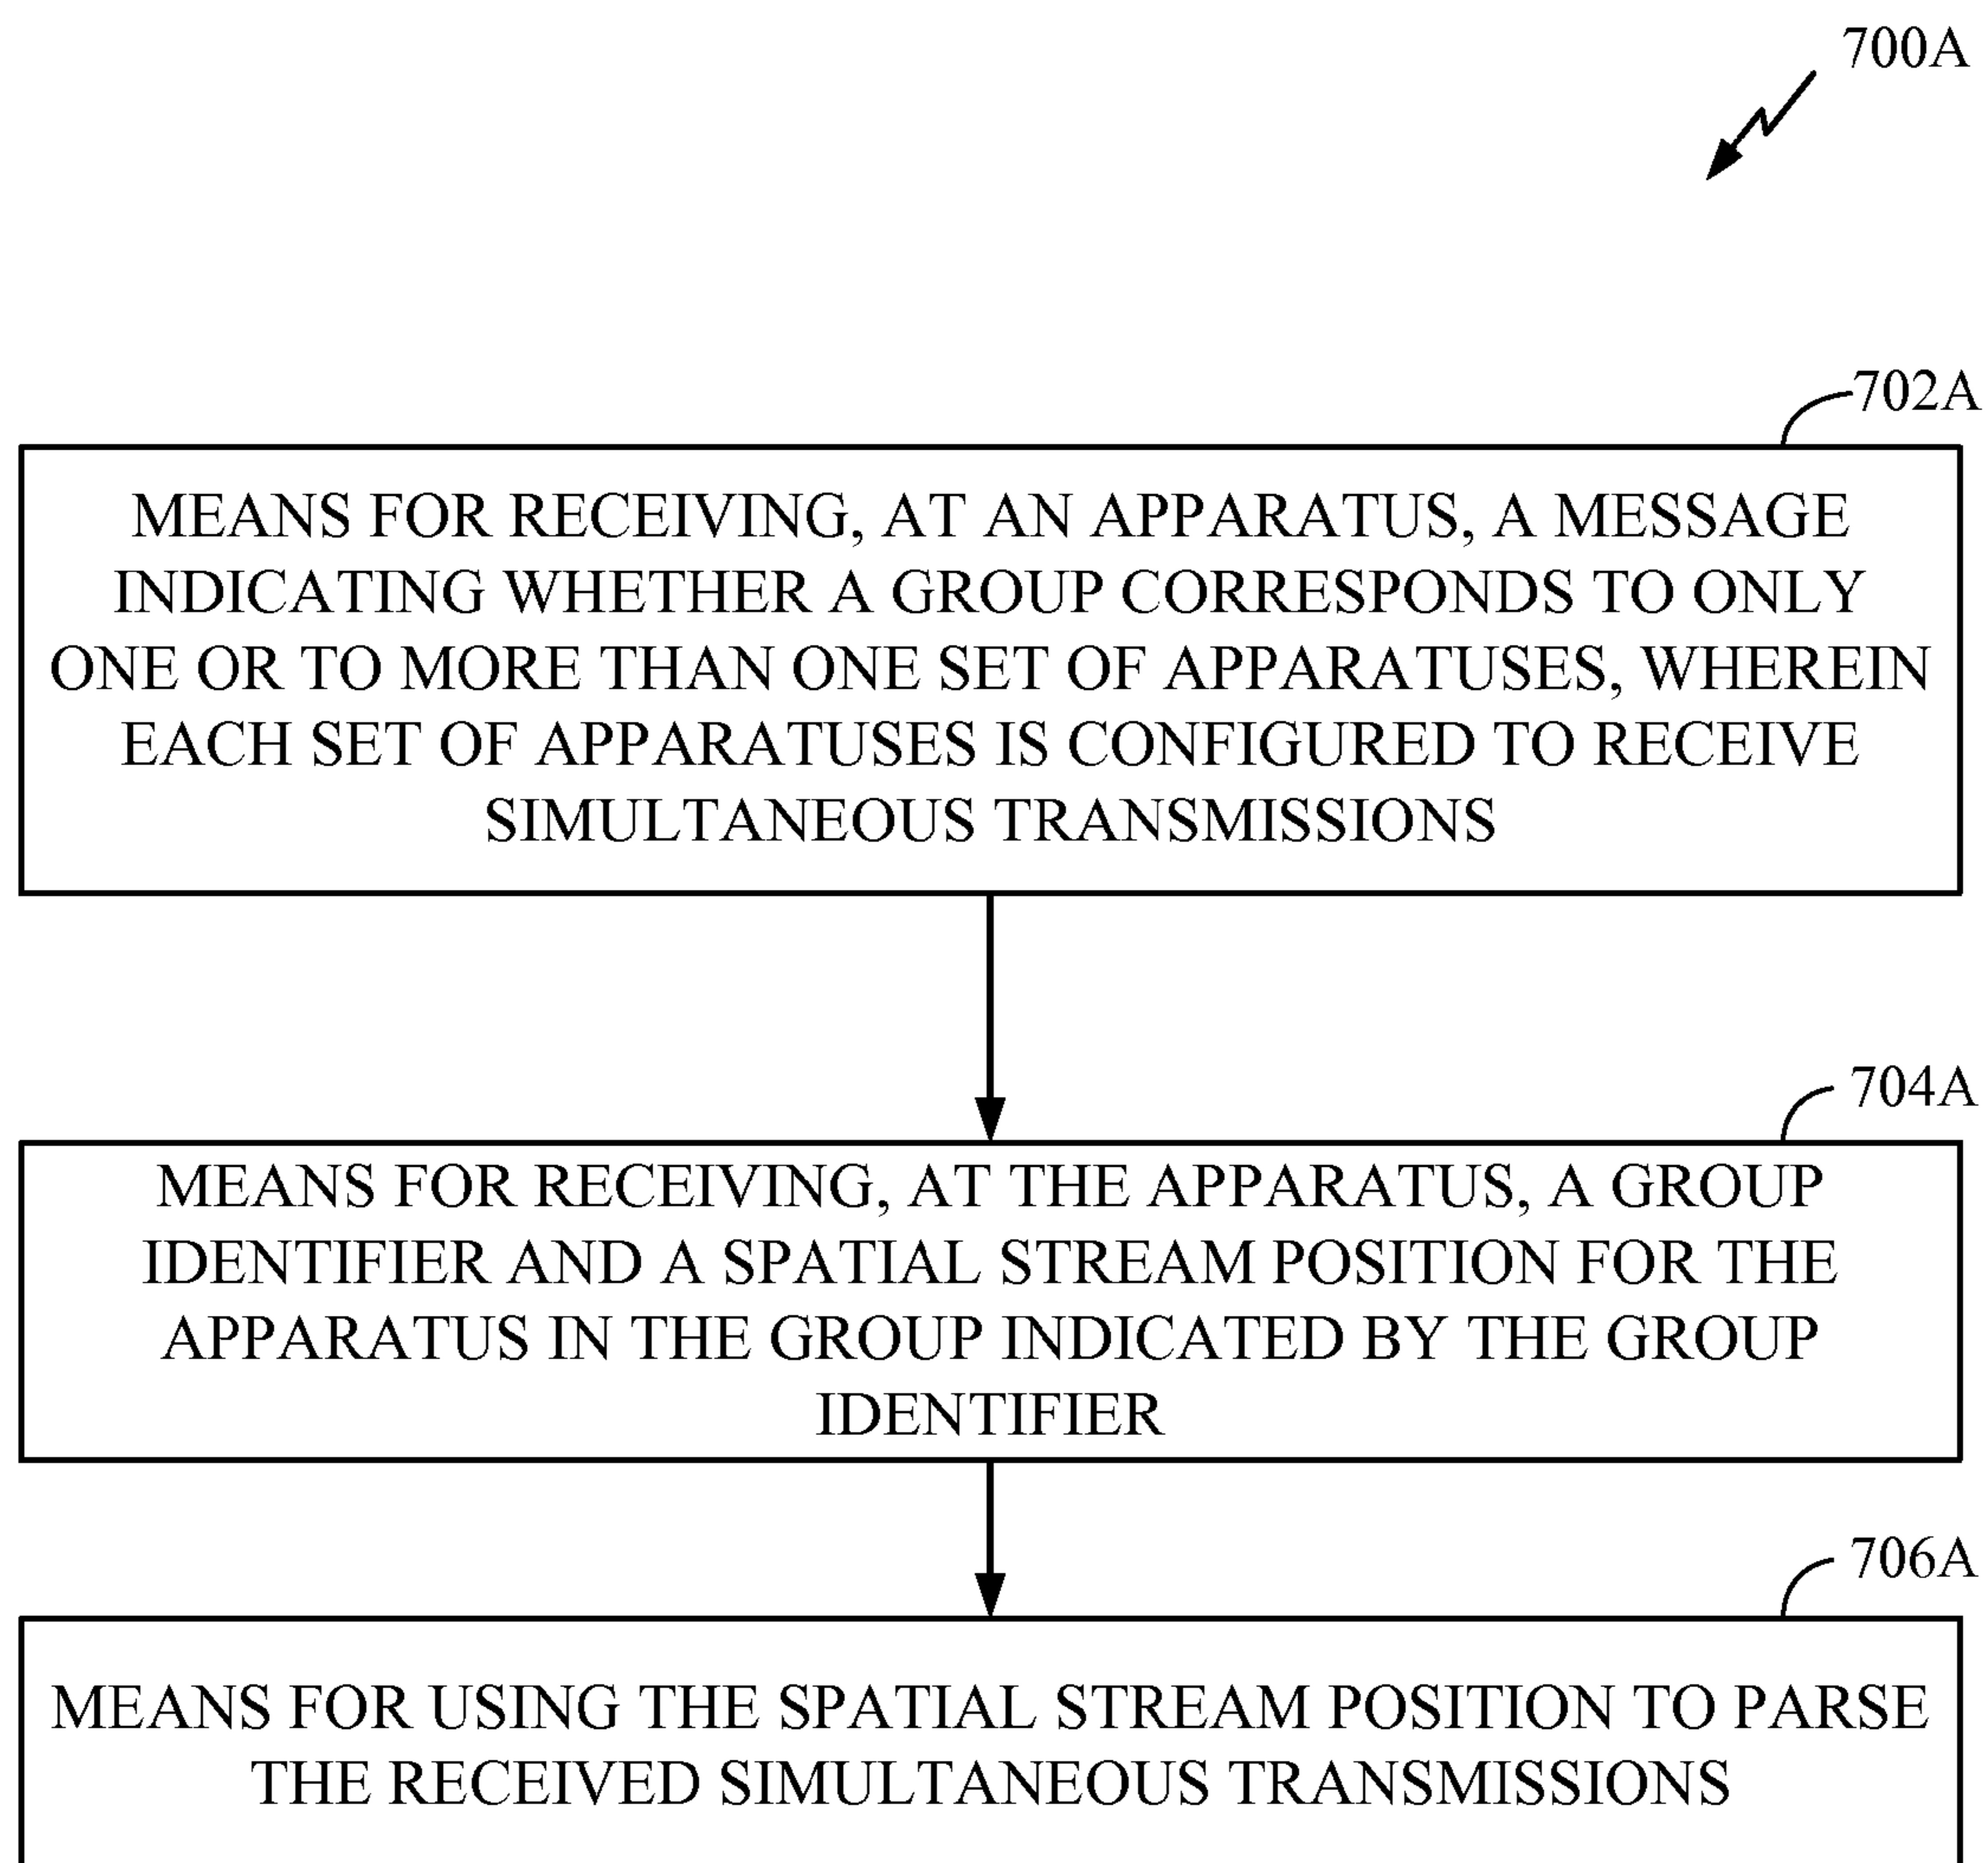 700A
702A
MEANS FOR RECEIVING, AT AN APPARATUS, A MESSAGE
INDICATING WHETHER A GROUP CORRESPONDS TO ONLY
ONE OR TO MORE THAN ONE SET OF APPARATUSES, WHEREIN
EACH SET OF APPARATUSES IS CONFIGURED TO RECEIVE
SIMULTANEOUS TRANSMISSIONS
704A
MEANS FOR RECEIVING, AT THE APPARATUS, A GROUP
IDENTIFIER AND A SPATIAL STREAM POSITION FOR THE
APPARATUS IN THE GROUP INDICATED BY THE GROUP
IDENTIFIER
706A
MEANS FOR USING THE SPATIAL STREAM POSITION TO PARSE
THE RECEIVED SIMULTANEOUS TRANSMISSIONS